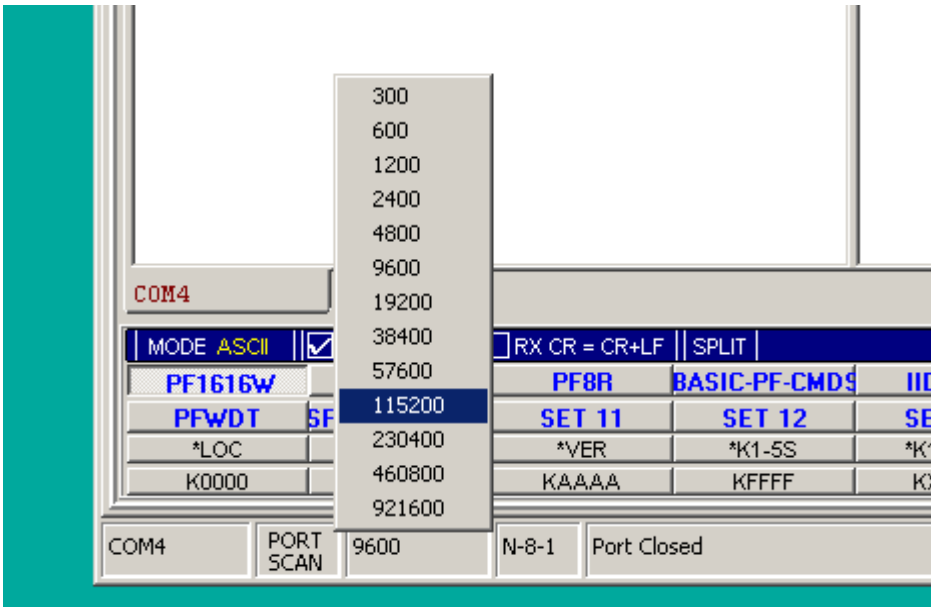 300
600
1200
2400
4800
9600
19200
38400
57600
115200
230400
460800
921600
COM4
MODE ASCII RX CR = CR+LF SPLIT
PF1616W PF8R BASIC-PF-CMDS
PFWDT SET 11 SET 12
*LOC *VER *K1-5S
K0000 KAAAA KFFFF
COM4 PORT SCAN 9600 N-8-1 Port Closed